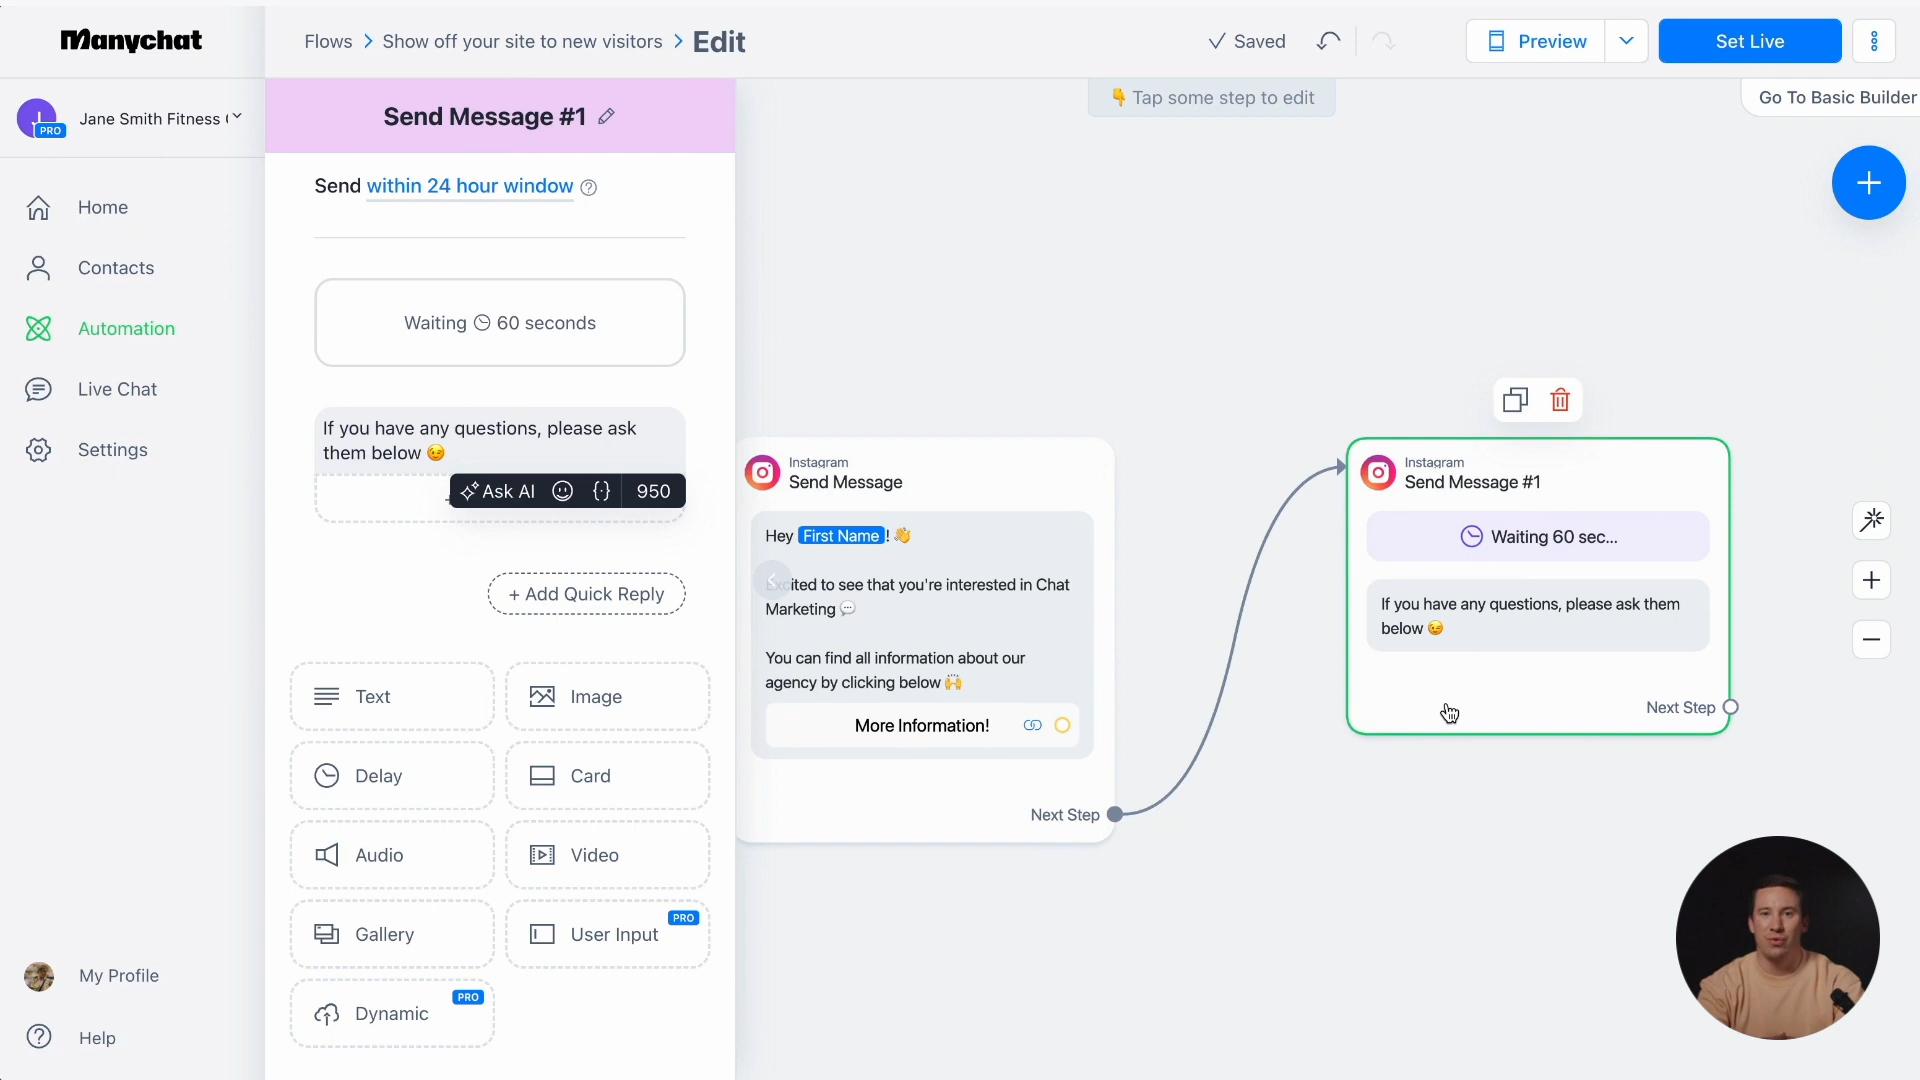 Manychat
Flows > Show off your site to new visitors > Edit
Saved
Preview
Set Live
J
PRO
Jane Smith Fitness
Send Message #1
👇 Tap some step to edit
Go To Basic Builder
Home
Contacts
Automation
Live Chat
Settings
My Profile
Help
Send within 24 hour window
Waiting 60 seconds
If you have any questions, please ask
them below 😉
Ask AI
{·}
950
+ Add Quick Reply
Text
Image
Delay
Card
Audio
Video
Gallery
User Input
PRO
Dynamic
PRO
Instagram
Send Message
Hey First Name! 👋
you're interested in Chat
Marketing 💬
You can find all information about our
agency by clicking below 🙌
More Information!
Next Step
Instagram
Send Message #1
Waiting 60 sec...
If you have any questions, please ask them
below 😉
Next Step